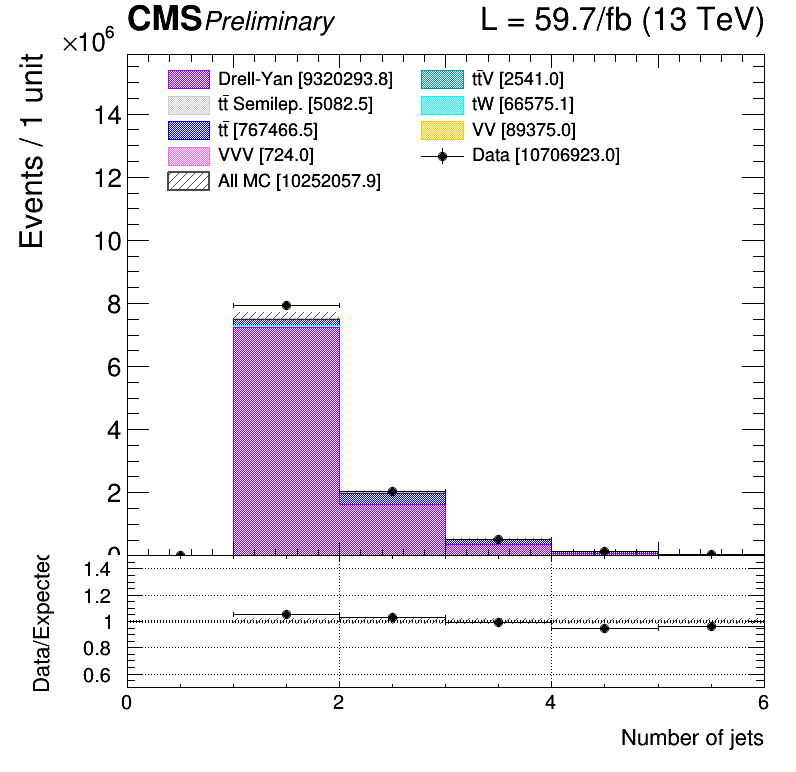 CMS Preliminary L = 59.7/fb (13 TeV)
×10⁶
Events / 1 unit
Drell-Yan [9320293.8]
tt̄ Semilep. [5082.5]
tt̄ [767466.5]
VVV [724.0]
All MC [10252057.9]
tt̄V [2541.0]
tW [66575.1]
VV [89375.0]
Data [10706923.0]
14
12
10
8
6
4
2
0
Data/Expected
1.4
1.2
1
0.8
0.6
0 2 4 6
Number of jets